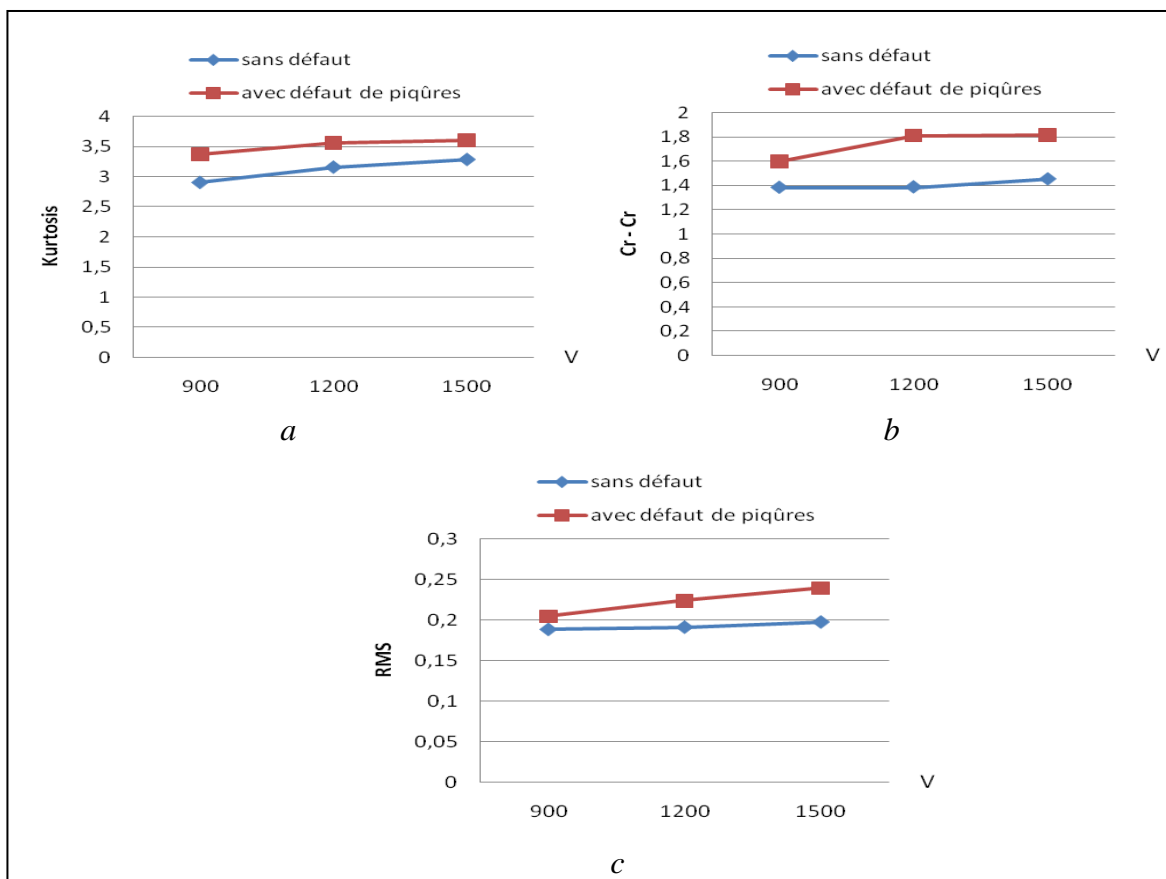 sans défaut
avec défaut de piqûres
4
3,5
3
2,5
2
1,5
1
0,5
0
Kurtosis
900 1200 1500
V
a
sans défaut
avec défaut de piqûres
2
1,8
1,6
1,4
1,2
1
0,8
0,6
0,4
0,2
0
Cr - Cr
900 1200 1500
V
b
sans défaut
avec défaut de piqûres
0,3
0,25
0,2
0,15
0,1
0,05
0
RMS
900 1200 1500
V
c